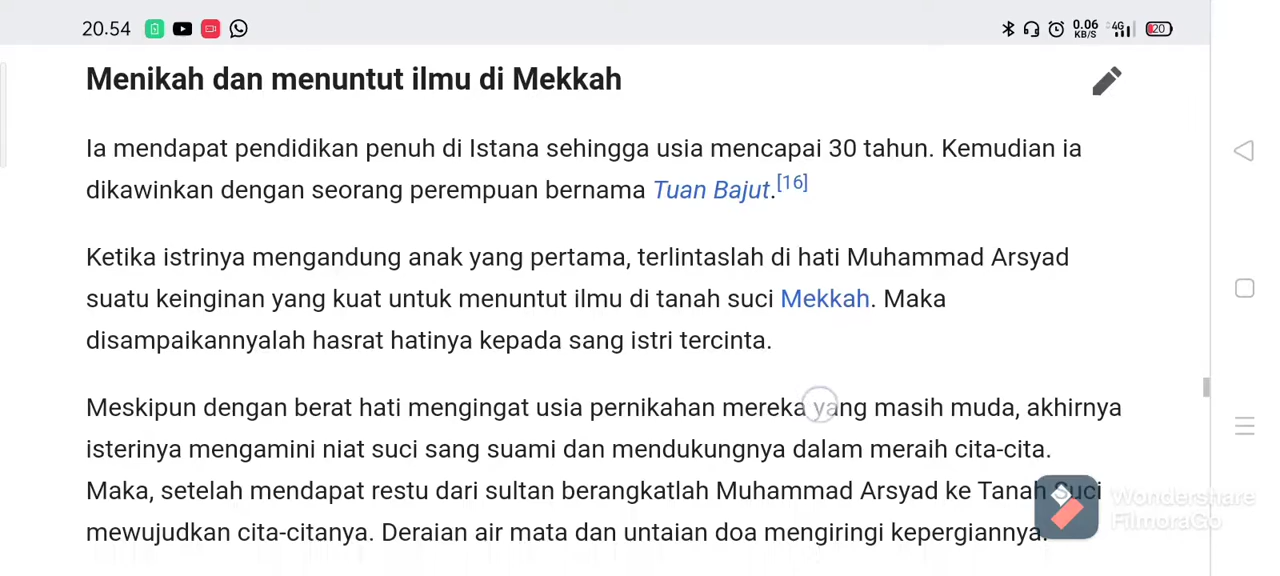 20.54
0.06 KB/S 4G 20
Menikah dan menuntut ilmu di Mekkah
Ia mendapat pendidikan penuh di Istana sehingga usia mencapai 30 tahun. Kemudian ia
dikawinkan dengan seorang perempuan bernama Tuan Bajut.[16]
Ketika istrinya mengandung anak yang pertama, terlintaslah di hati Muhammad Arsyad
suatu keinginan yang kuat untuk menuntut ilmu di tanah suci Mekkah. Maka
disampaikannyalah hasrat hatinya kepada sang istri tercinta.
Meskipun dengan berat hati mengingat usia pernikahan mereka yang masih muda, akhirnya
isterinya mengamini niat suci sang suami dan mendukungnya dalam meraih cita-cita.
Maka, setelah mendapat restu dari sultan berangkatlah Muhammad Arsyad ke Tanah Suci
mewujudkan cita-citanya. Deraian air mata dan untaian doa mengiringi kepergiannya.
Wondershare
FilmoraGo